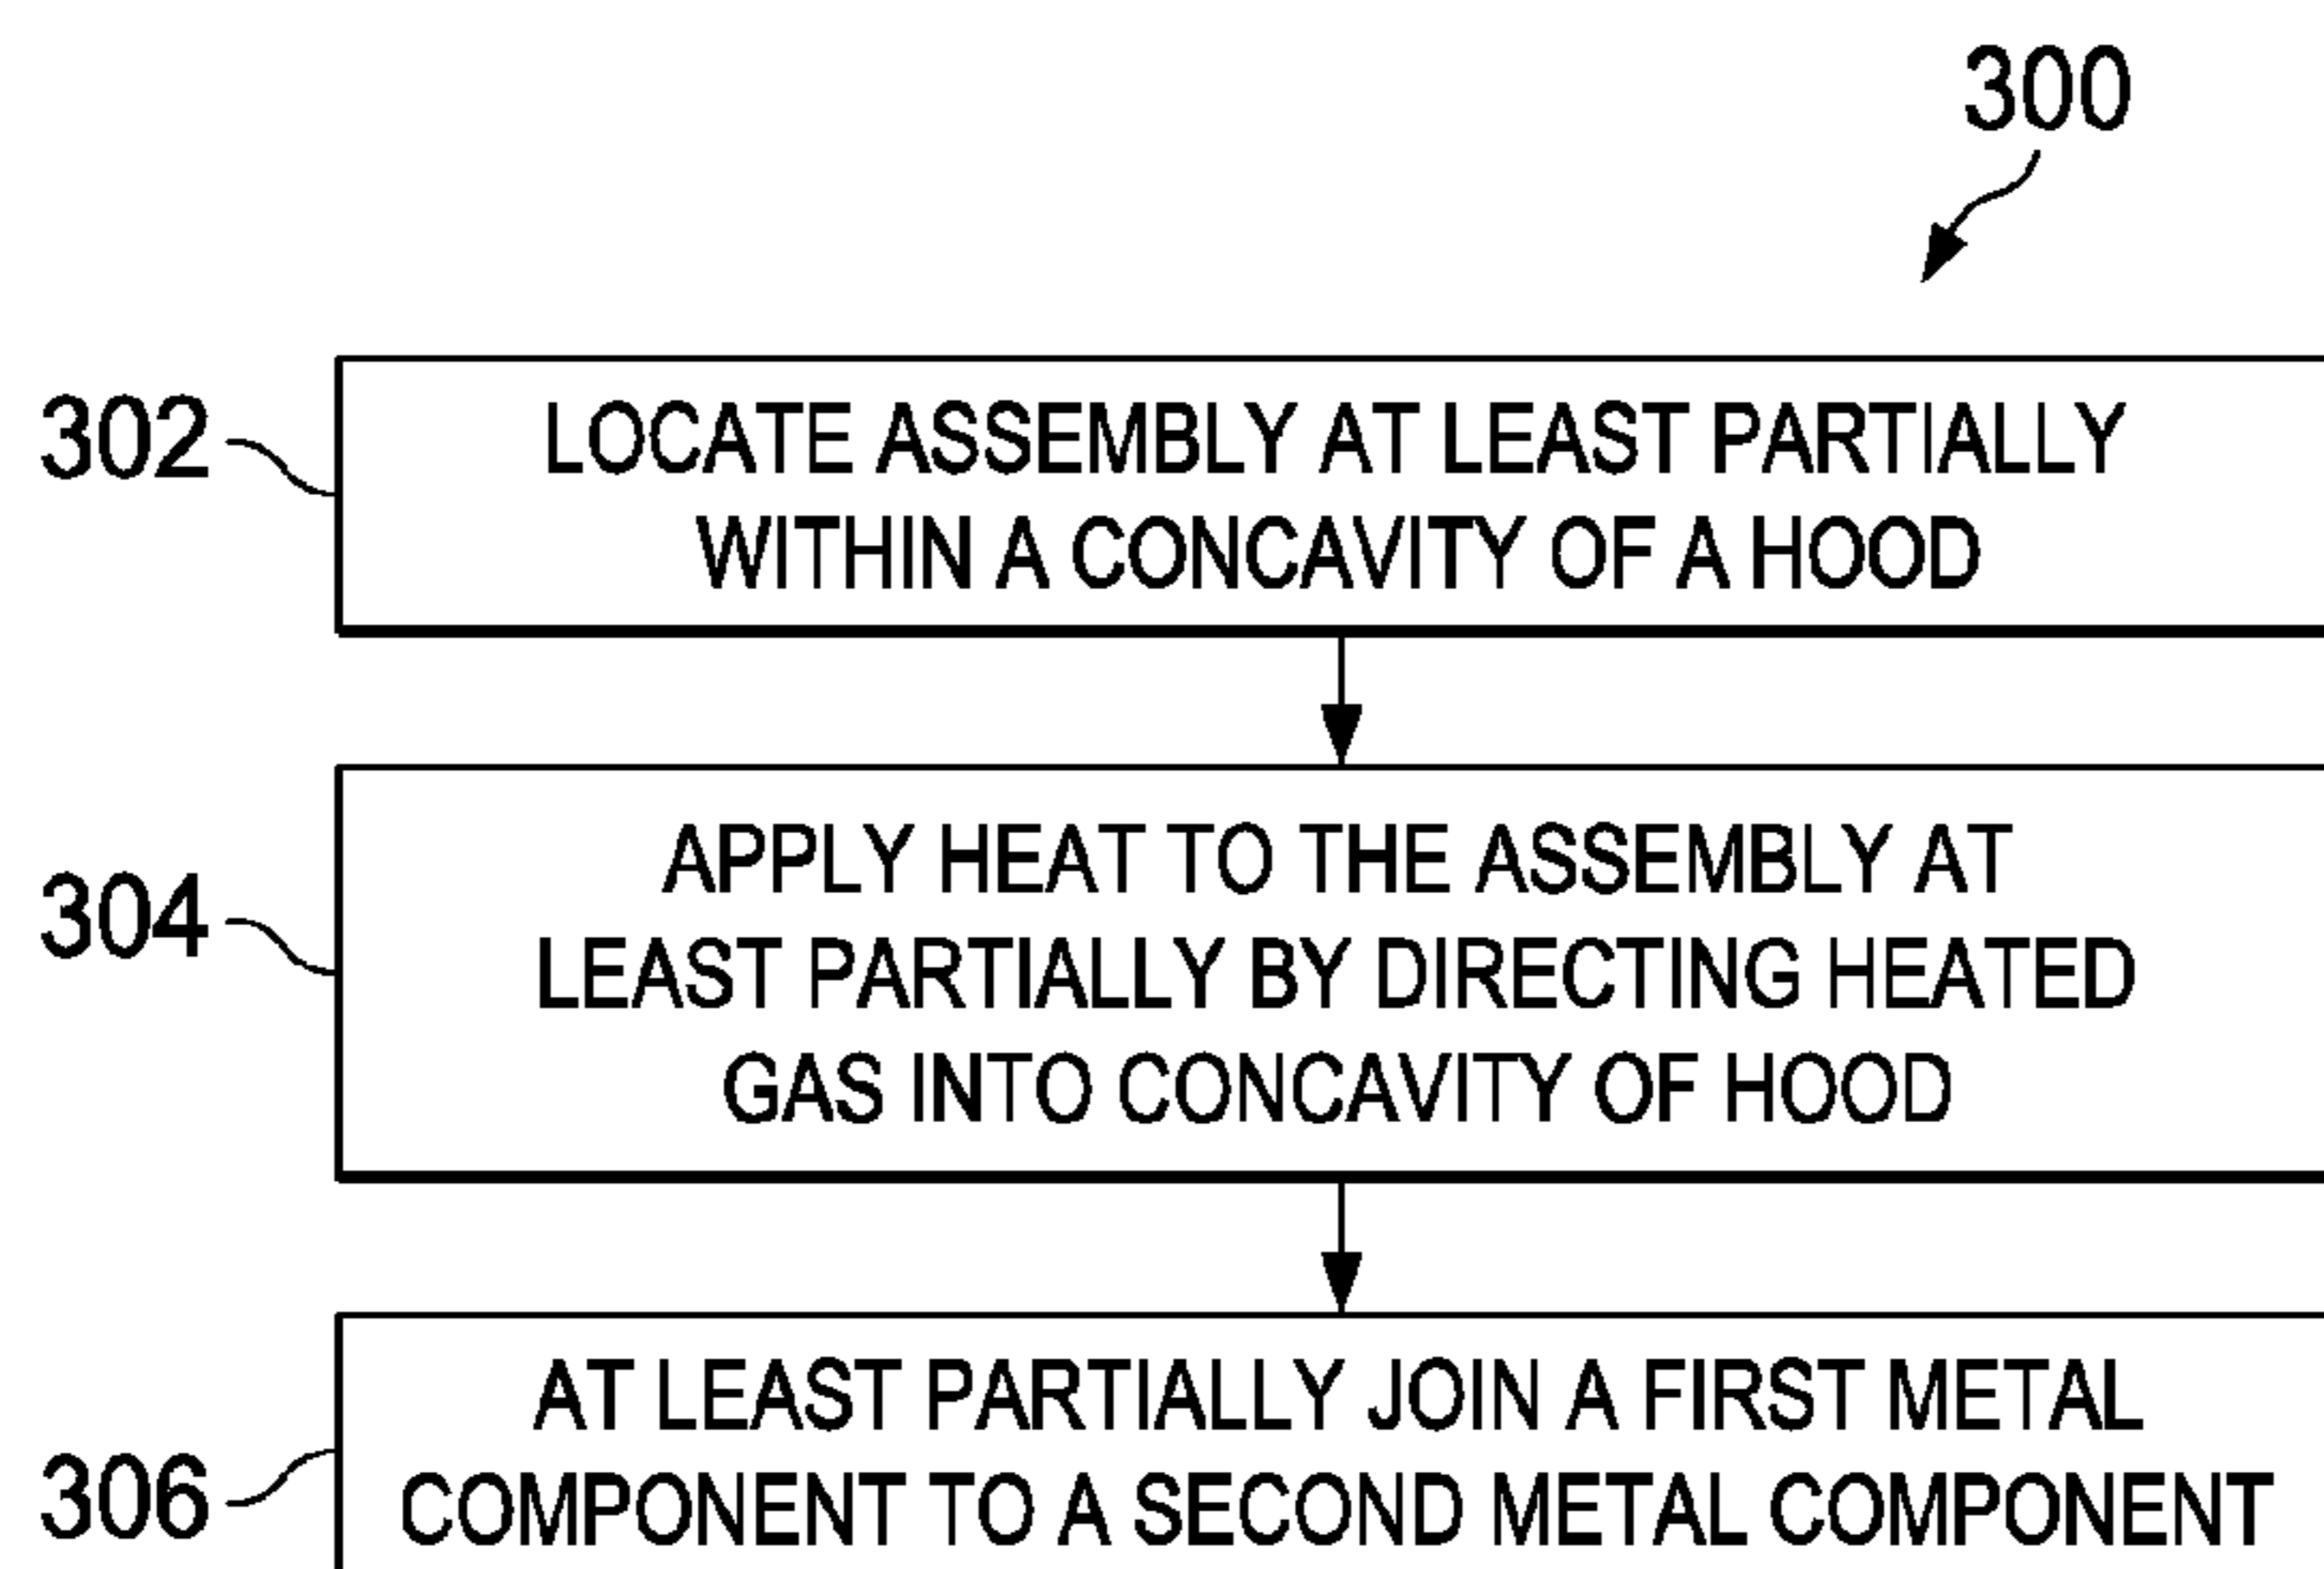 300
302
LOCATE ASSEMBLY AT LEAST PARTIALLY
WITHIN A CONCAVITY OF A HOOD
304
APPLY HEAT TO THE ASSEMBLY AT
LEAST PARTIALLY BY DIRECTING HEATED
GAS INTO CONCAVITY OF HOOD
306
AT LEAST PARTIALLY JOIN A FIRST METAL
COMPONENT TO A SECOND METAL COMPONENT